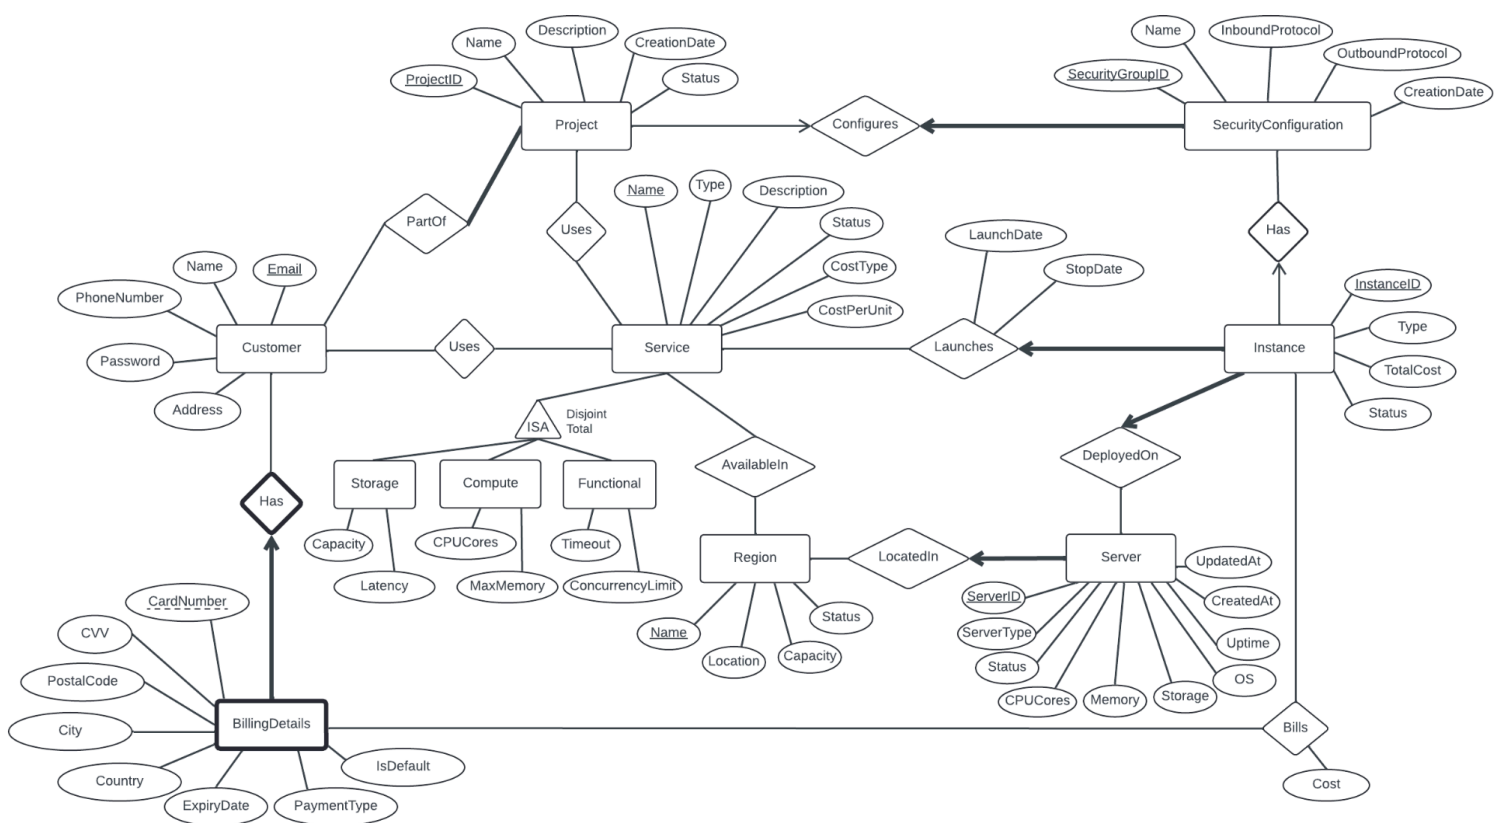 Description
InboundProtocol
Name
CreationDate
Name
OutboundProtocol
ProjectID
Status
SecurityGroupID
CreationDate
Project
Configures
SecurityConfiguration
Name
Type
Description
PartOf
Uses
Status
LaunchDate
Has
Name
Email
CostType
StopDate
PhoneNumber
CostPerUnit
InstanceID
Type
Customer
Uses
Service
Launches
Instance
Password
TotalCost
Address
ISA
Disjoint
Total
Status
DeployedOn
AvailableIn
Storage
Compute
Functional
Has
Capacity
CPUCores
Timeout
Region
LocatedIn
Server
UpdatedAt
Latency
MaxMemory
ConcurrencyLimit
CardNumber
ServerID
CreatedAt
CVV
Name
Status
ServerType
Uptime
Location
Capacity
Status
OS
PostalCode
CPUCores
Memory
Storage
City
BillingDetails
Bills
IsDefault
Country
ExpiryDate
PaymentType
Cost